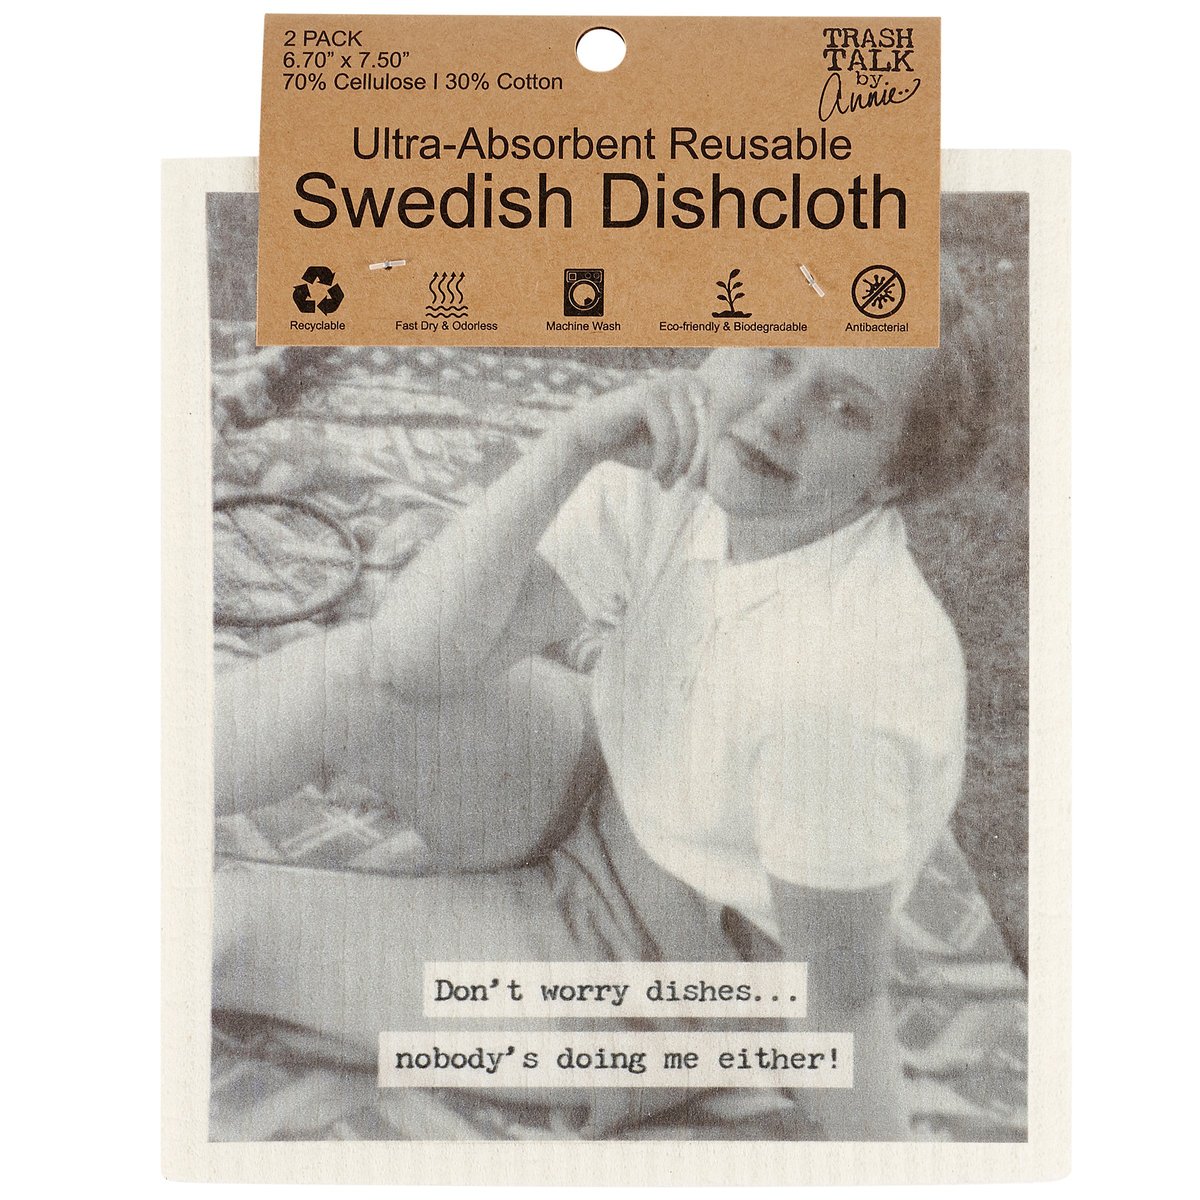 2 PACK
6.70” x 7.50”
70% Cellulose I 30% Cotton
TRASH
TALK
by
Annie..
Ultra-Absorbent Reusable
Swedish Dishcloth
Recyclable
Fast Dry & Odorless
Machine Wash
Eco-friendly & Biodegradable
Antibacterial
Don't worry dishes...
nobody's doing me either!